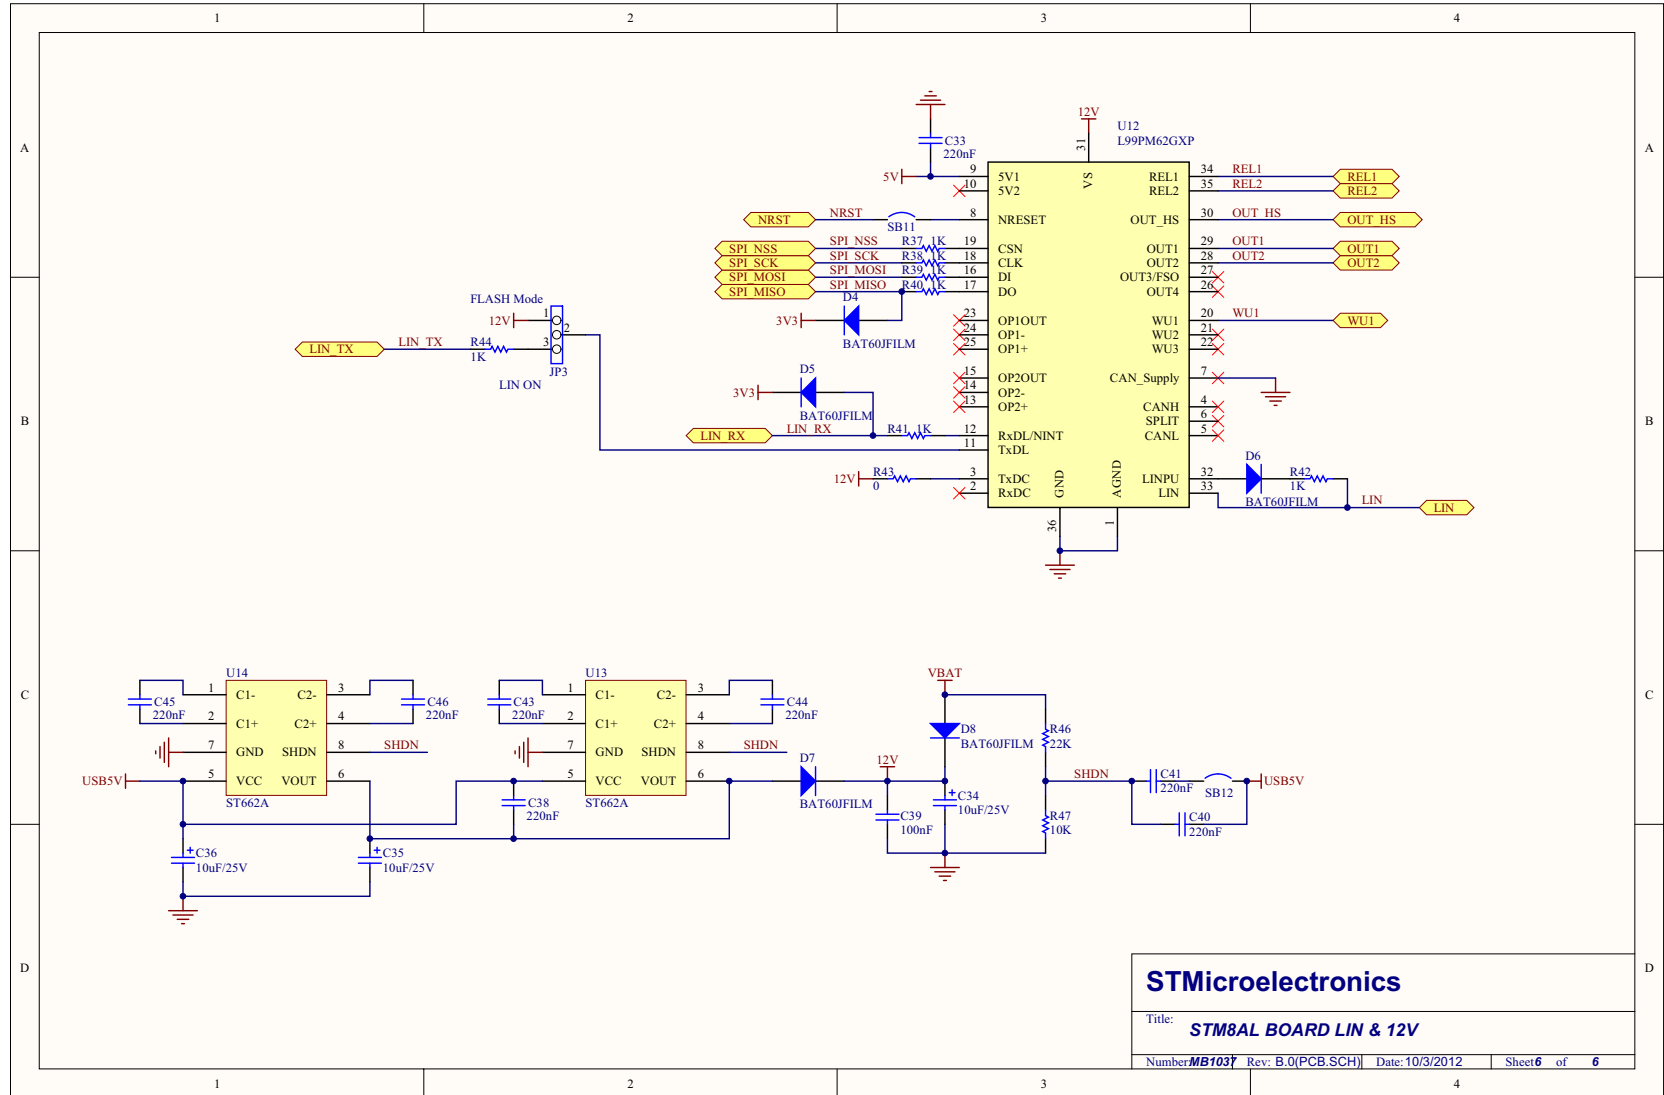 1 2 3 4
A A
B B
C C
D D
1 2 3 4
C33
220nF
12V
31
U12
L99PM62GXP
VS
5V 9 5V1
10 5V2
NRST NRST SB11 8 NRESET
SPI_NSS SPI_NSS R37 1K 19 CSN
SPI_SCK SPI_SCK R38 1K 18 CLK
SPI_MOSI SPI_MOSI R39 1K 16 DI
SPI_MISO SPI_MISO R40 1K 17 DO
D4
3V3
BAT60JFILM
23 OP1OUT
24 OP1-
25 OP1+
15 OP2OUT
14 OP2-
13 OP2+
D5
3V3
BAT60JFILM
LIN_RX LIN_RX R41 1K 12 RxDL/NINT
11 TxDL
12V R43 3 TxDC
0
2 RxDC
GND
36
AGND
1
REL1 34 REL1 REL1
REL2 35 REL2 REL2
OUT_HS 30 OUT_HS OUT_HS
OUT1 29 OUT1 OUT1
OUT2 28 OUT2 OUT2
OUT3/FSO 27
OUT4 26
WU1 20 WU1 WU1
WU2 21
WU3 22
CAN_Supply 7
CANH 4
SPLIT 6
CANL 5
D6
LINPU 32 R42
1K
LIN 33
BAT60JFILM
LIN LIN
FLASH Mode
12V 1
2
LIN_TX LIN_TX R44 3
1K
JP3
LIN ON
U14
C45
220nF
1 C1- C2- 3
C46
220nF
2 C1+ C2+ 4
7 GND SHDN 8 SHDN
USB5V 5 VCC VOUT 6
ST662A
C36
10uF/25V
C35
10uF/25V
U13
C43
220nF
1 C1- C2- 3
C44
220nF
2 C1+ C2+ 4
7 GND SHDN 8 SHDN
5 VCC VOUT 6
ST662A
C38
220nF
D7
BAT60JFILM
12V
C39
100nF
VBAT
D8
BAT60JFILM
C34
10uF/25V
R46
22K
R47
10K
SHDN
C41
220nF
SB12
USB5V
C40
220nF
STMicroelectronics
Title:
STM8AL BOARD LIN & 12V
Number:MB1037 Rev: B.0(PCB.SCH) Date:10/3/2012 Sheet 6 of 6